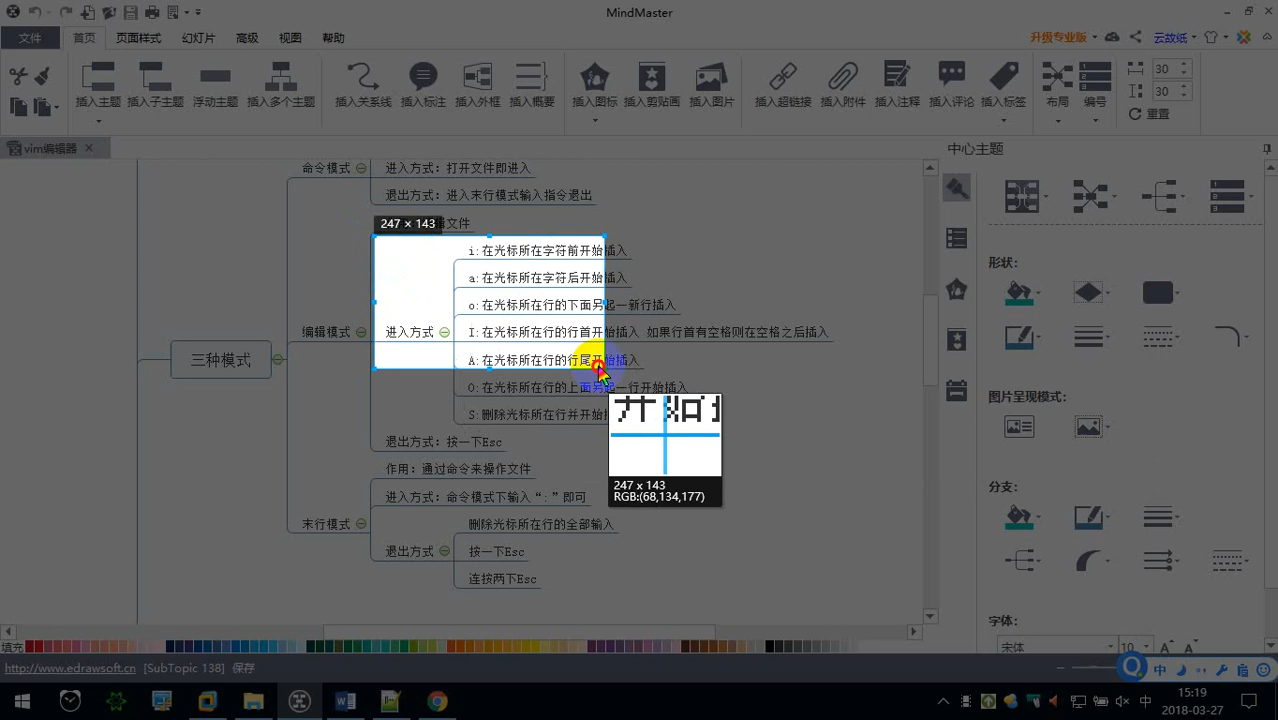 MindMaster
文件
首页
页面样式
幻灯片
高级
视图
帮助
升级专业版
云故纸
插入主题
插入子主题
浮动主题
插入多个主题
插入关系线
插入标注
插入外框
插入概要
插入图标
插入剪贴画
插入图片
插入超链接
插入附件
插入注释
插入评论
插入标签
布局
编号
30
30
重置
vim编辑器
中心主题
命令模式
进入方式：打开文件即进入
退出方式：进入末行模式输入指令退出
247 × 143
文件
i:在光标所在字符前开始插入
a:在光标所在字符后开始插入
o:在光标所在行的下面另起一新行插入
编辑模式
进入方式
I:在光标所在行的行首开始插入 如果行首有空格则在空格之后插入
三种模式
A:在光标所在行的行尾开始插入
O:在光标所在行的上面另起一行开始插入
S:删除光标所在行并开始
退出方式：按一下Esc
作用：通过命令来操作文件
进入方式：命令模式下输入“:”即可
末行模式
删除光标所在行的全部输入
退出方式
按一下Esc
连接两下Esc
开始
247 x 143
RGB:(68,134,177)
形状:
图片呈现模式:
分支:
字体:
宋体
10
填充
http://www.edrawsoft.cn
[SubTopic 138]
保存
中
中
15:19
2018-03-27